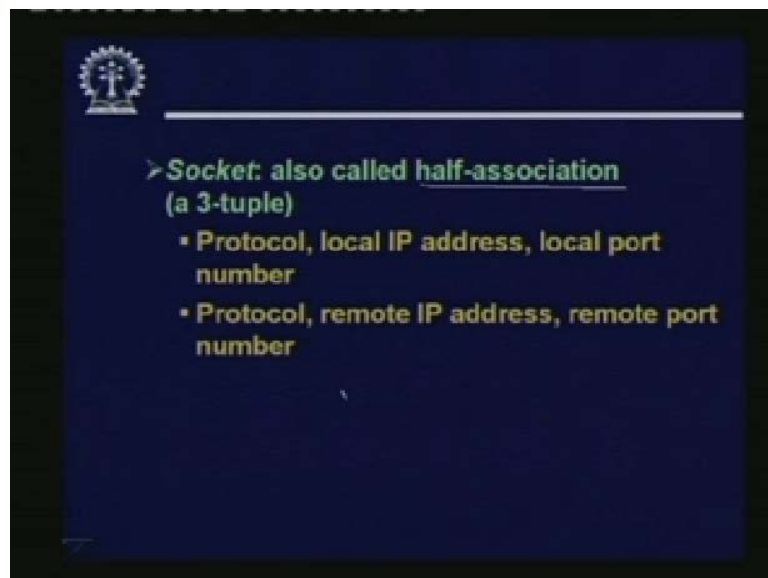 ➢Socket: also called half-association
(a 3-tuple)
▪ Protocol, local IP address, local port
number
▪ Protocol, remote IP address, remote port
number